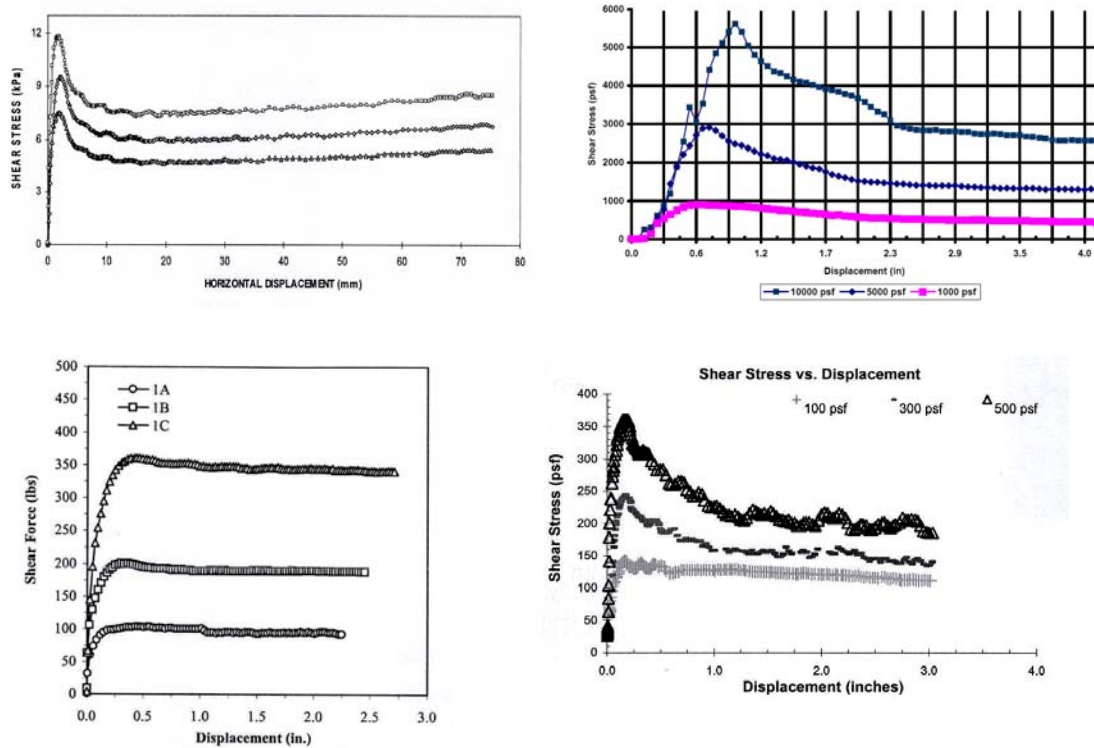 SHEAR STRESS (kPa)
12
9
6
3
0
0 10 20 30 40 50 60 70 80
HORIZONTAL DISPLACEMENT (mm)
Shear Stress (psf)
6000
5000
4000
3000
2000
1000
0
0.0 0.6 1.2 1.7 2.3 2.9 3.5 4.0
Displacement (in)
10000 psf 5000 psf 1000 psf
Shear Force (lbs)
500
450
400
350
300
250
200
150
100
50
0
1A
1B
1C
0.0 0.5 1.0 1.5 2.0 2.5 3.0
Displacement (in.)
Shear Stress vs. Displacement
100 psf 300 psf 500 psf
Shear Stress (psf)
400
350
300
250
200
150
100
50
0
0.0 1.0 2.0 3.0 4.0
Displacement (inches)